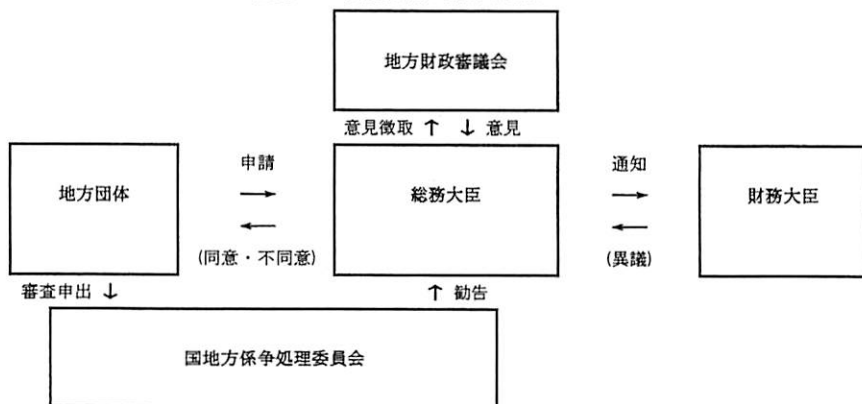 地方財政審議会
意見徴取 ↑ ↓ 意見
地方団体
申請
→
←
(同意・不同意)
総務大臣
通知
→
←
(異議)
財務大臣
審査申出 ↓
↑ 勧告
国地方係争処理委員会